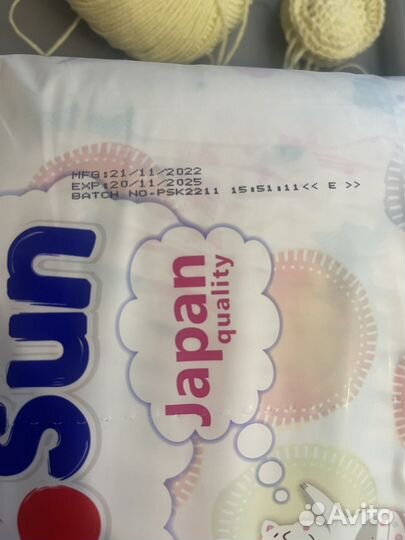 MFG:21/11/2022
EXP:20/11/2025
BATCH NO.PSK2211 15:51:11<< E >>
Sun
Japan
quality
Avito